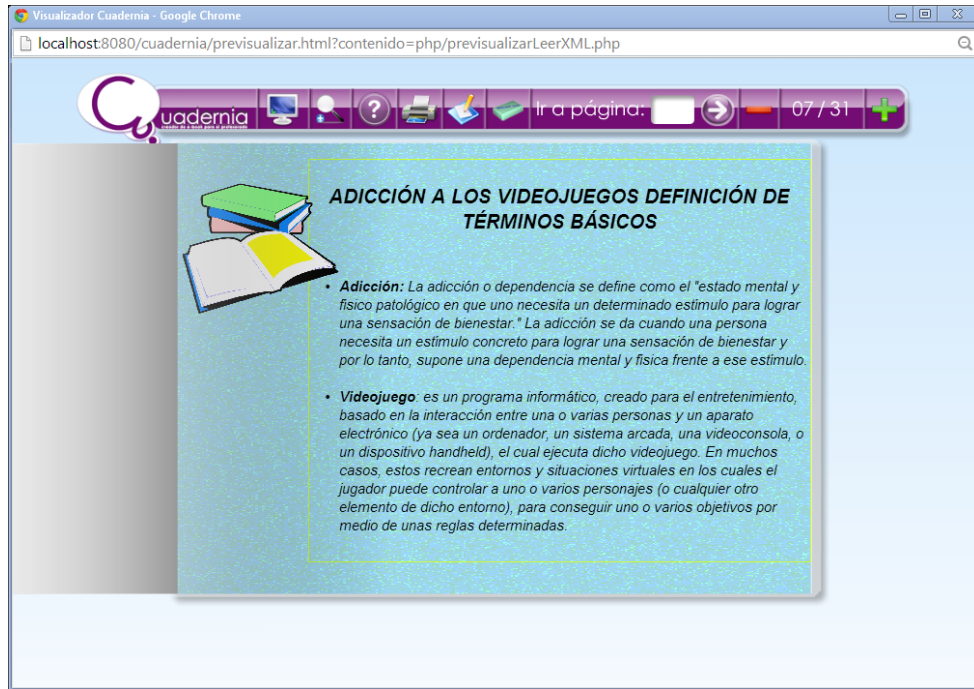 Visualizador Cuadernia - Google Chrome
localhost:8080/cuadernia/previsualizar.html?contenido=php/previsualizarLeerXML.php
Cuadernia
Ir a página:
07/31
ADICCIÓN A LOS VIDEOJUEGOS DEFINICIÓN DE
TÉRMINOS BÁSICOS
• Adicción: La adicción o dependencia se define como el "estado mental y
físico patológico en que uno necesita un determinado estímulo para lograr
una sensación de bienestar." La adicción se da cuando una persona
necesita un estímulo concreto para lograr una sensación de bienestar y
por lo tanto, supone una dependencia mental y física frente a ese estímulo.
• Videojuego: es un programa informático, creado para el entretenimiento,
basado en la interacción entre una o varias personas y un aparato
electrónico (ya sea un ordenador, un sistema arcada, una videoconsola, o
un dispositivo handheld), el cual ejecuta dicho videojuego. En muchos
casos, estos recrean entornos y situaciones virtuales en los cuales el
jugador puede controlar a uno o varios personajes (o cualquier otro
elemento de dicho entorno), para conseguir uno o varios objetivos por
medio de unas reglas determinadas.